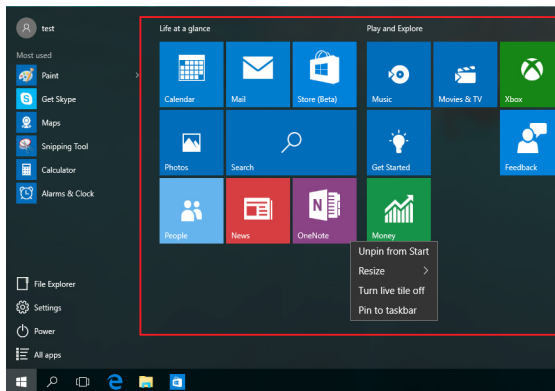 test
Most used
Paint
Get Skype
Maps
Snipping Tool
Calculator
Alarms & Clock
File Explorer
Settings
Power
All apps
Life at a glance
Calendar
Mail
Store (Beta)
Photos
Search
People
News
OneNote
Play and Explore
Music
Movies & TV
Xbox
Get Started
Feedback
Money
Unpin from Start
Resize
Turn live tile off
Pin to taskbar